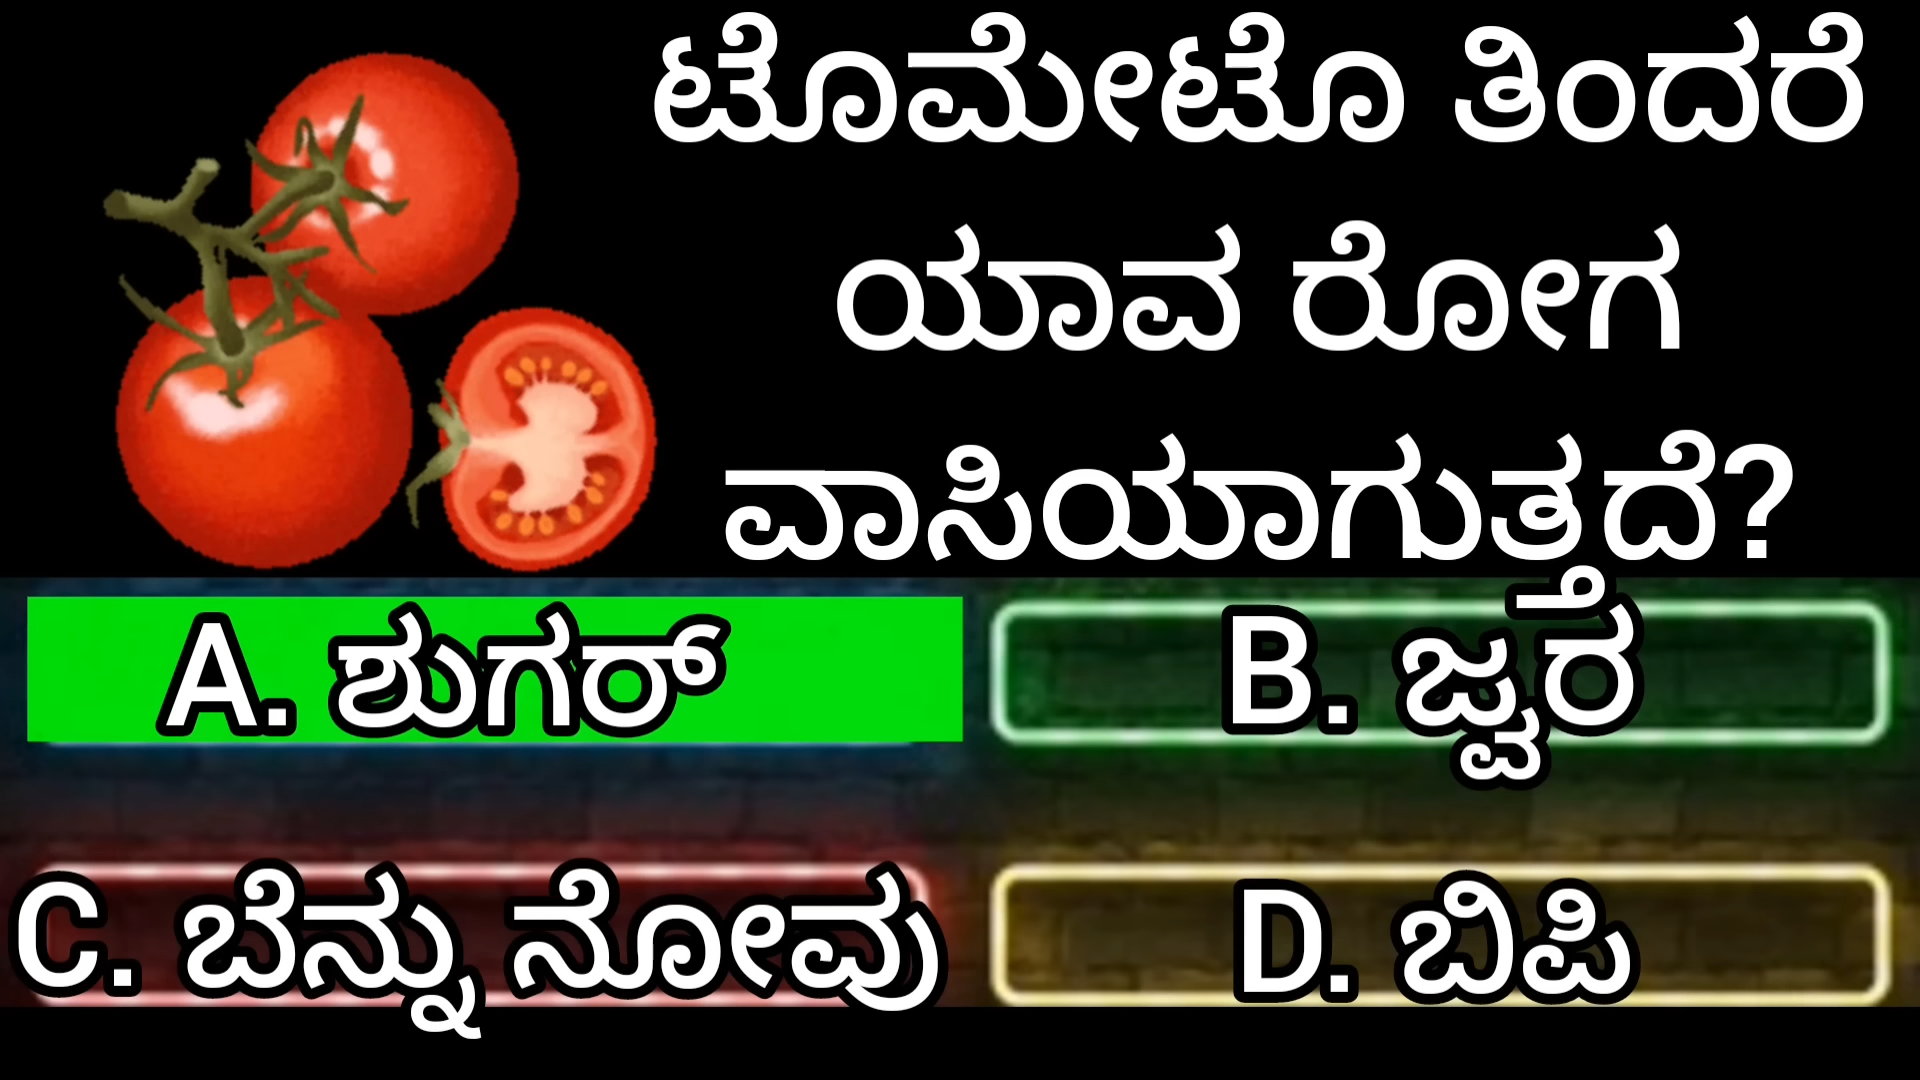 ಟೊಮೇಟೊ ತಿಂದರೆ
ಯಾವ ರೋಗ
ವಾಸಿಯಾಗುತ್ತದೆ?
A. ಶುಗರ್
B. ಜ್ವರ
C. ಬೆನ್ನು ನೋವು
D. ಬಿಪಿ